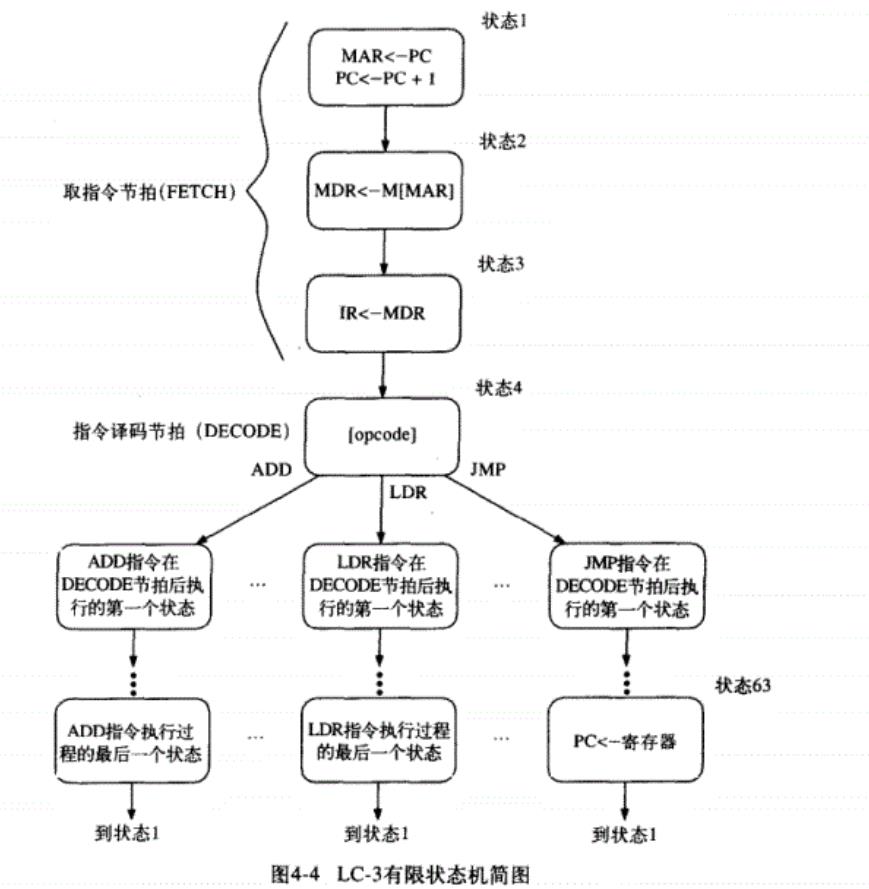 状态1
MAR<-PC
PC<-PC + 1
状态2
取指令节拍(FETCH)
MDR<-M[MAR]
状态3
IR<-MDR
状态4
指令译码节拍（DECODE）
[opcode]
ADD
LDR
JMP
ADD指令在
DECODE节拍后执
行的第一个状态
...
LDR指令在
DECODE节拍后执
行的第一个状态
...
JMP指令在
DECODE节拍后执
行的第一个状态
状态63
ADD指令执行过
程的最后一个状态
...
LDR指令执行过程
的最后一个状态
...
PC<-寄存器
到状态1
到状态1
到状态1
图4-4 LC-3有限状态机简图